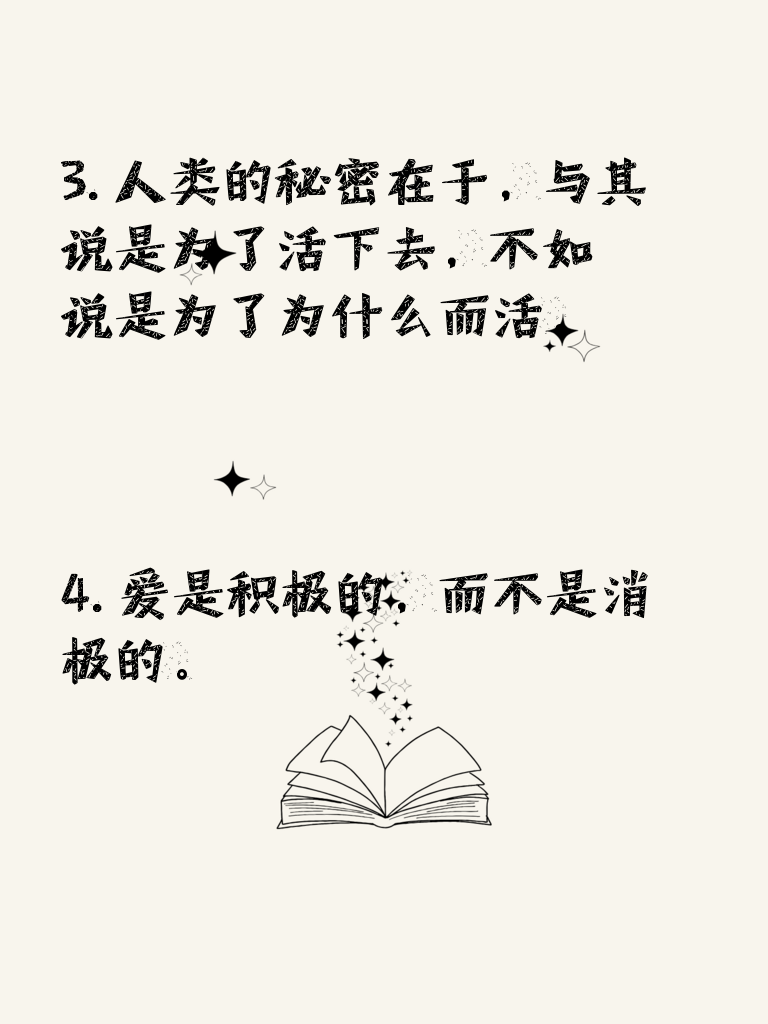 3. 人类的秘密在于，与其
说是为了活下去，不如
说是为了为什么而活。
4. 爱是积极的，而不是消
极的。